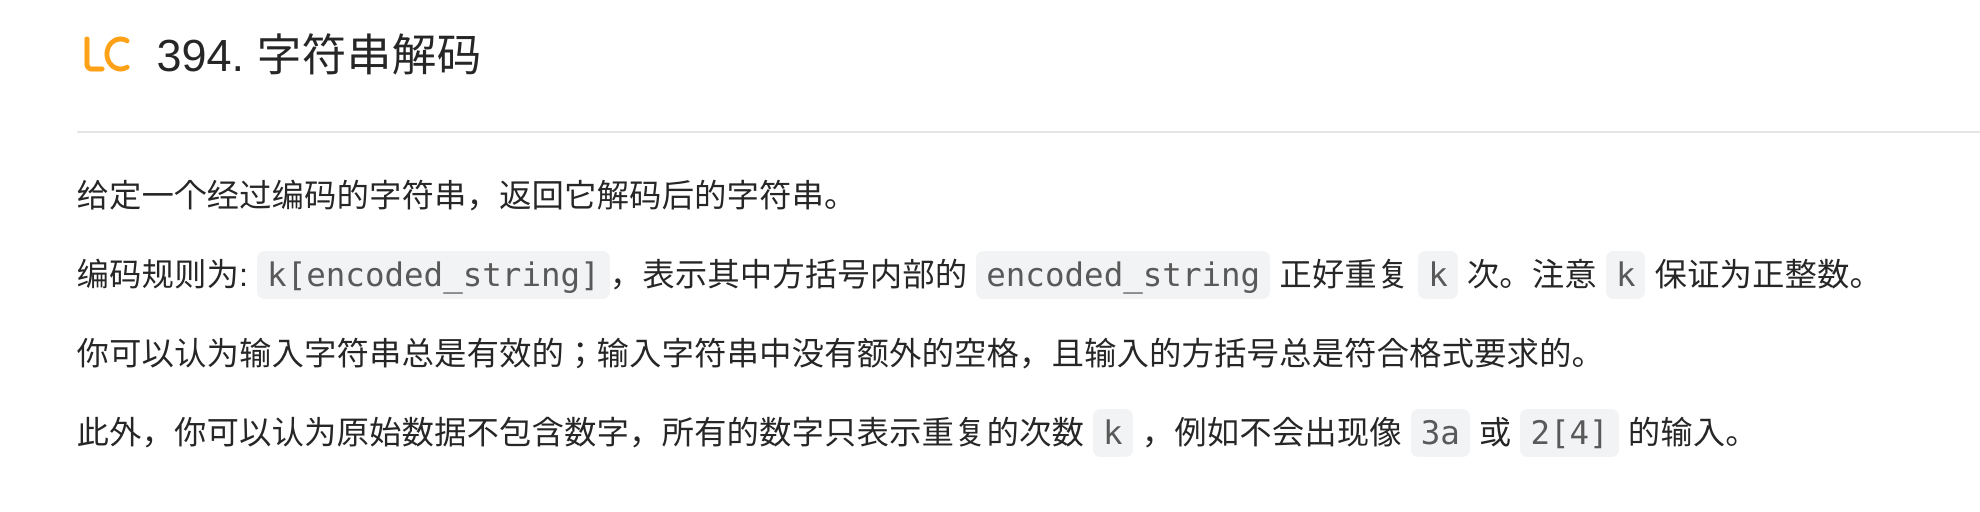 LC 394. 字符串解码
给定一个经过编码的字符串，返回它解码后的字符串。
编码规则为: k[encoded_string]，表示其中方括号内部的 encoded_string 正好重复 k 次。注意 k 保证为正整数。
你可以认为输入字符串总是有效的；输入字符串中没有额外的空格，且输入的方括号总是符合格式要求的。
此外，你可以认为原始数据不包含数字，所有的数字只表示重复的次数 k ，例如不会出现像 3a 或 2[4] 的输入。